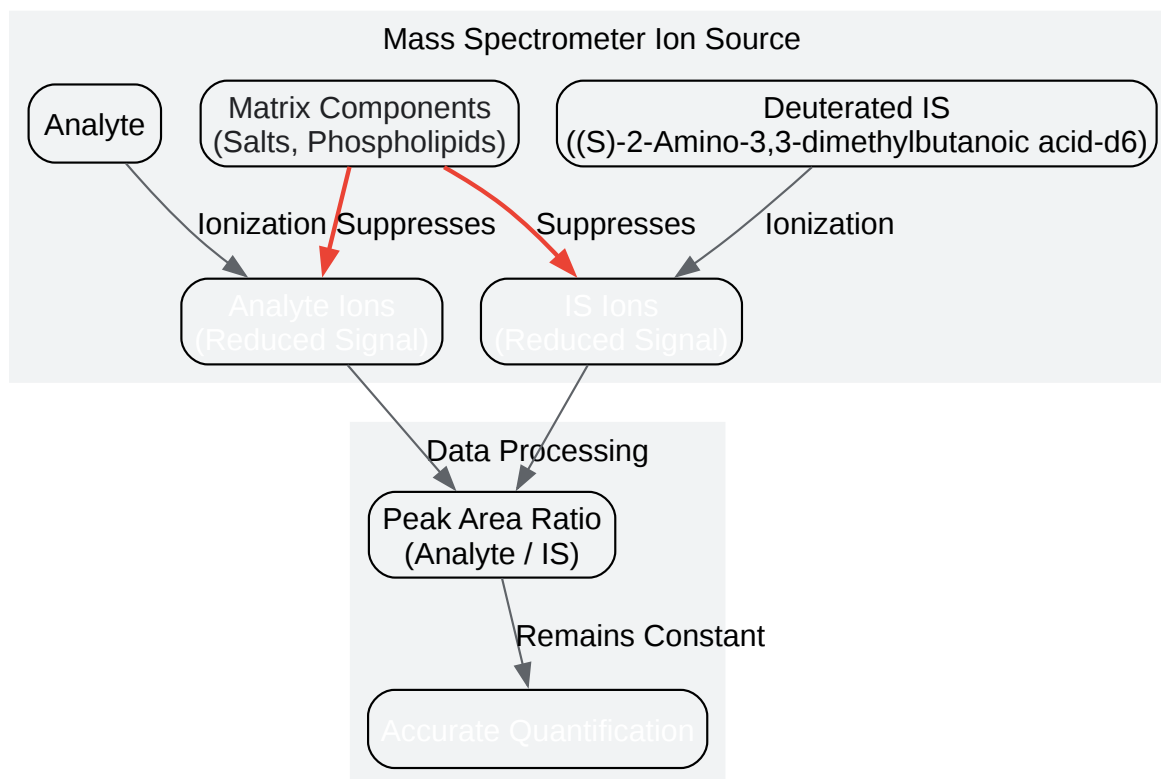 Mass Spectrometer Ion Source
Analyte
Matrix Components
(Salts, Phospholipids)
Deuterated IS
((S)-2-Amino-3,3-dimethylbutanoic acid-d6)
Ionization
Suppresses
Suppresses
Ionization
Analyte Ions
(Reduced Signal)
IS Ions
(Reduced Signal)
Data Processing
Peak Area Ratio
(Analyte / IS)
Remains Constant
Accurate Quantification